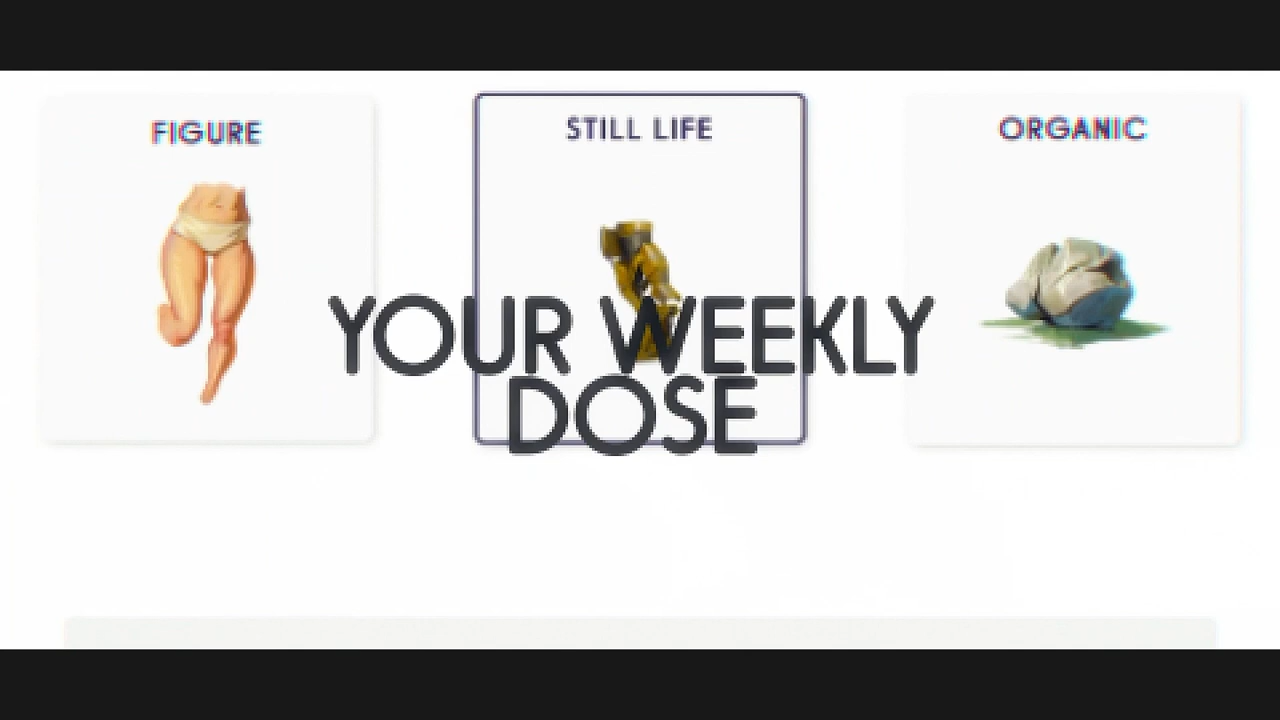 FIGURE
STILL LIFE
ORGANIC
YOUR WEEKLY
DOSE